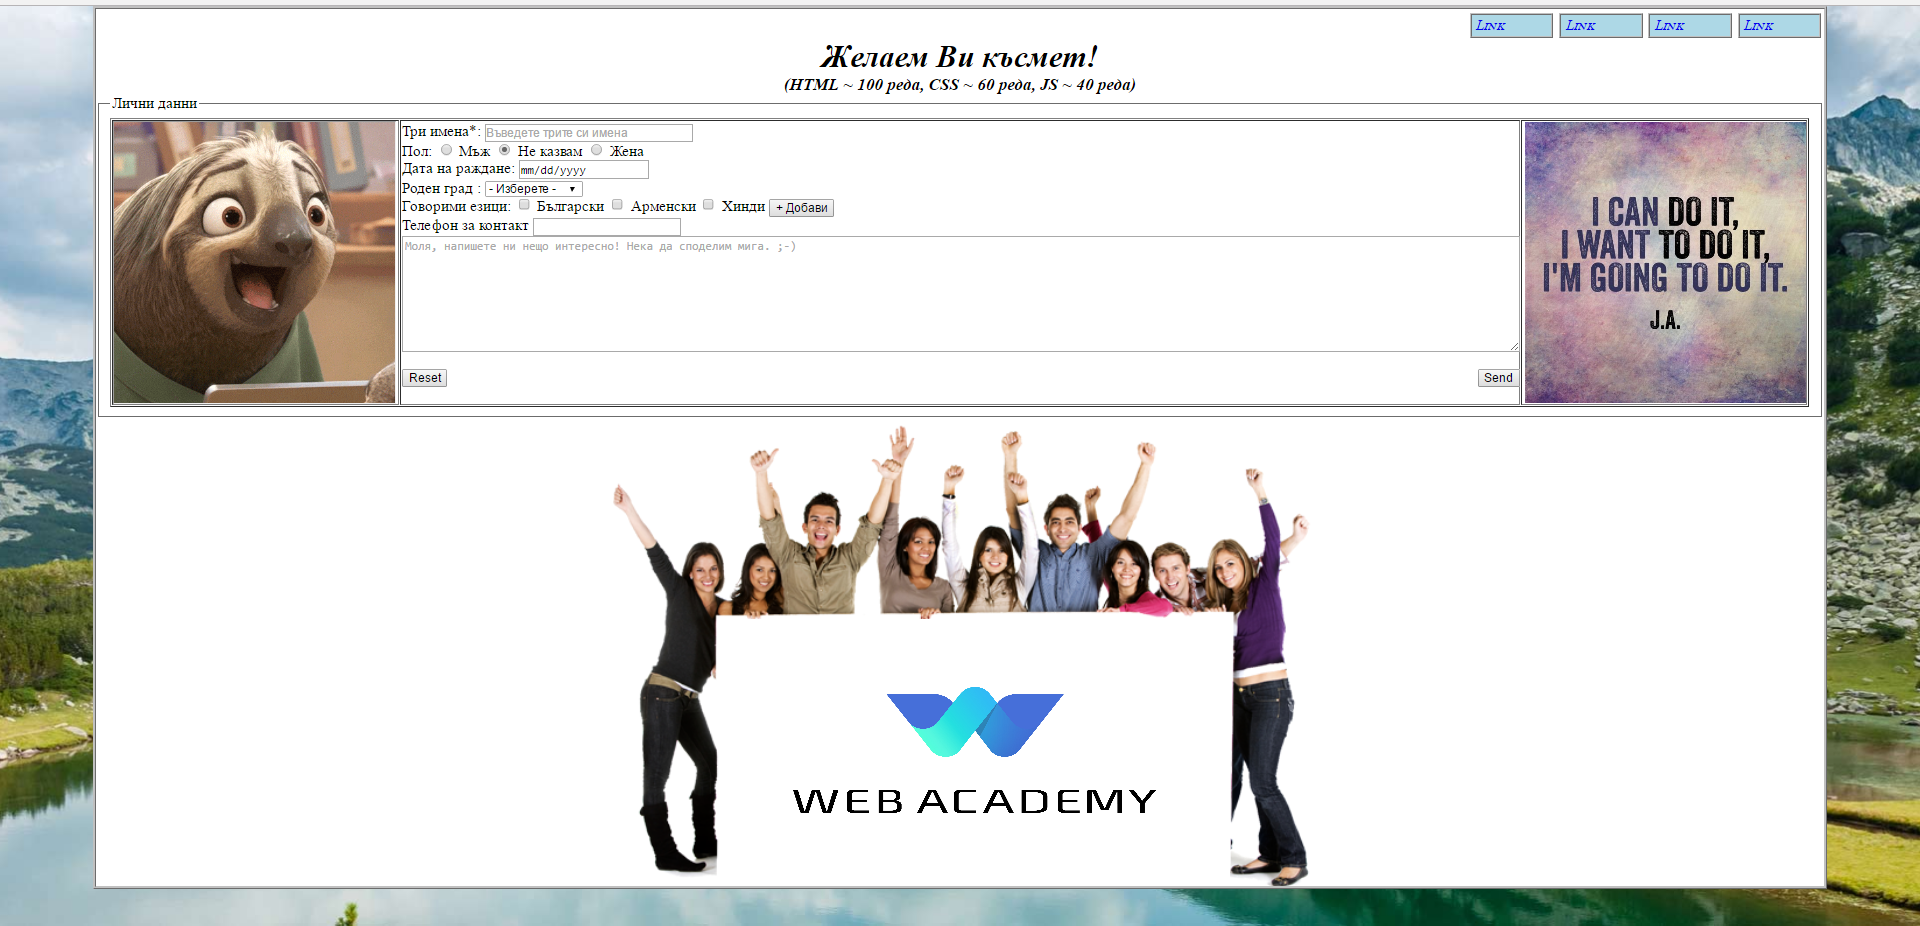 Link Link Link Link
Желаем Ви късмет!
(HTML ~ 100 реда, CSS ~ 60 реда, JS ~ 40 реда)
Лични данни
Три имена*: Въведете трите си имена
Пол: Мъж Не казвам Жена
Дата на раждане: mm/dd/yyyy
Роден град : - Изберете -
Говорими езици: Български Арменски Хинди + Добави
Телефон за контакт
Моля, напишете ни нещо интересно! Нека да споделим мига. ;-)
Reset Send
I CAN DO IT,
I WANT TO DO IT,
I'M GOING TO DO IT.
J.A.
WEB ACADEMY